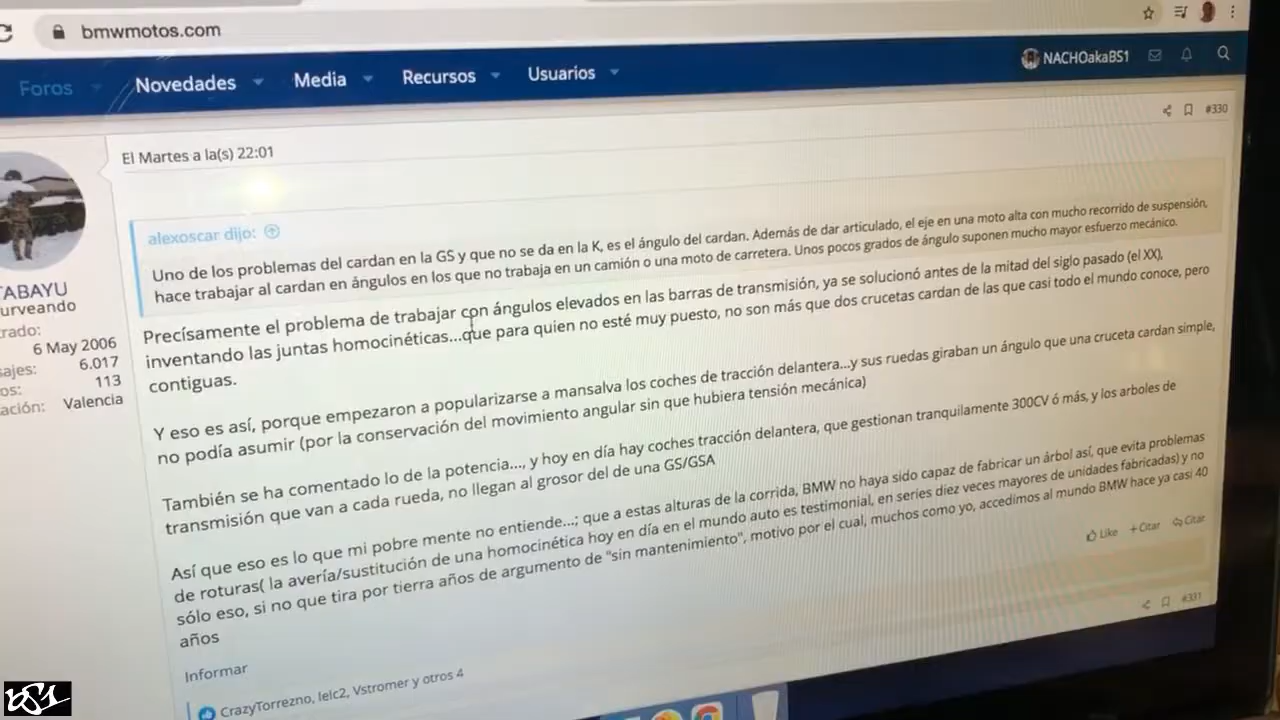 bmwmotos.com
Foros Novedades Media Recursos Usuarios NACHOakaBS1
El Martes a la(s) 22:01 #330
alexoscar dijo:
Uno de los problemas del cardan en la GS y que no se da en la K, es el ángulo del cardan. Además de dar articulado, el eje en una moto alta con mucho recorrido de suspensión,
hace trabajar al cardan en ángulos en los que no trabaja en un camión o una moto de carretera. Unos pocos grados de ángulo suponen mucho mayor esfuerzo mecánico.
Precísamente el problema de trabajar con ángulos elevados en las barras de transmisión, ya se solucionó antes de la mitad del siglo pasado (el XX),
inventando las juntas homocinéticas...que para quien no esté muy puesto, no son más que dos crucetas cardan de las que casi todo el mundo conoce, pero
contiguas.
Y eso es así, porque empezaron a popularizarse a mansalva los coches de tracción delantera...y sus ruedas giraban un ángulo que una cruceta cardan simple,
no podía asumir (por la conservación del movimiento angular sin que hubiera tensión mecánica)
También se ha comentado lo de la potencia..., y hoy en día hay coches tracción delantera, que gestionan tranquilamente 300CV ó más, y los arboles de
transmisión que van a cada rueda, no llegan al grosor del de una GS/GSA
Así que eso es lo que mi pobre mente no entiende...; que a estas alturas de la corrida, BMW no haya sido capaz de fabricar un árbol así, que evita problemas
de roturas( la avería/sustitución de una homocinética hoy en día en el mundo auto es testimonial, en series diez veces mayores de unidades fabricadas) y no
sólo eso, si no que tira por tierra años de argumento de "sin mantenimiento", motivo por el cual, muchos como yo, accedimos al mundo BMW hace ya casi 40
años
Informar Like + Citar Citar
CrazyTorrezno, lelc2, Vstromer y otros 4
#331
TABAYU
urveando
rado:
6 May 2006
ajes: 6.017
os: 113
ación: Valencia
BS1